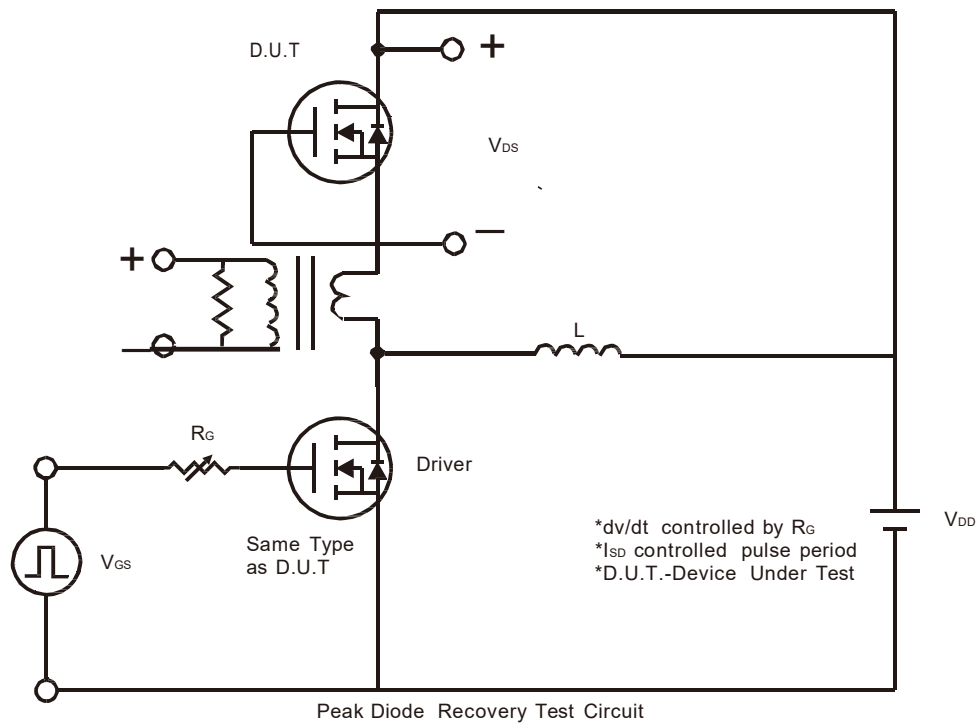 D.U.T
+
VDS
—
+
—
L
RG
Driver
VDD
*dv/dt controlled by RG
*ISD controlled pulse period
*D.U.T.-Device Under Test
Same Type
as D.U.T
VGS
Peak Diode Recovery Test Circuit